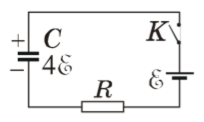 + C K
− 4ℰ ℰ
R